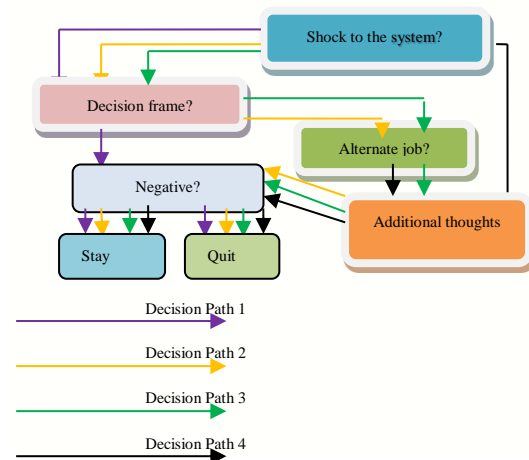 Shock to the system?
Decision frame?
Alternate job?
Negative?
Additional thoughts
Stay
Quit
Decision Path 1
Decision Path 2
Decision Path 3
Decision Path 4